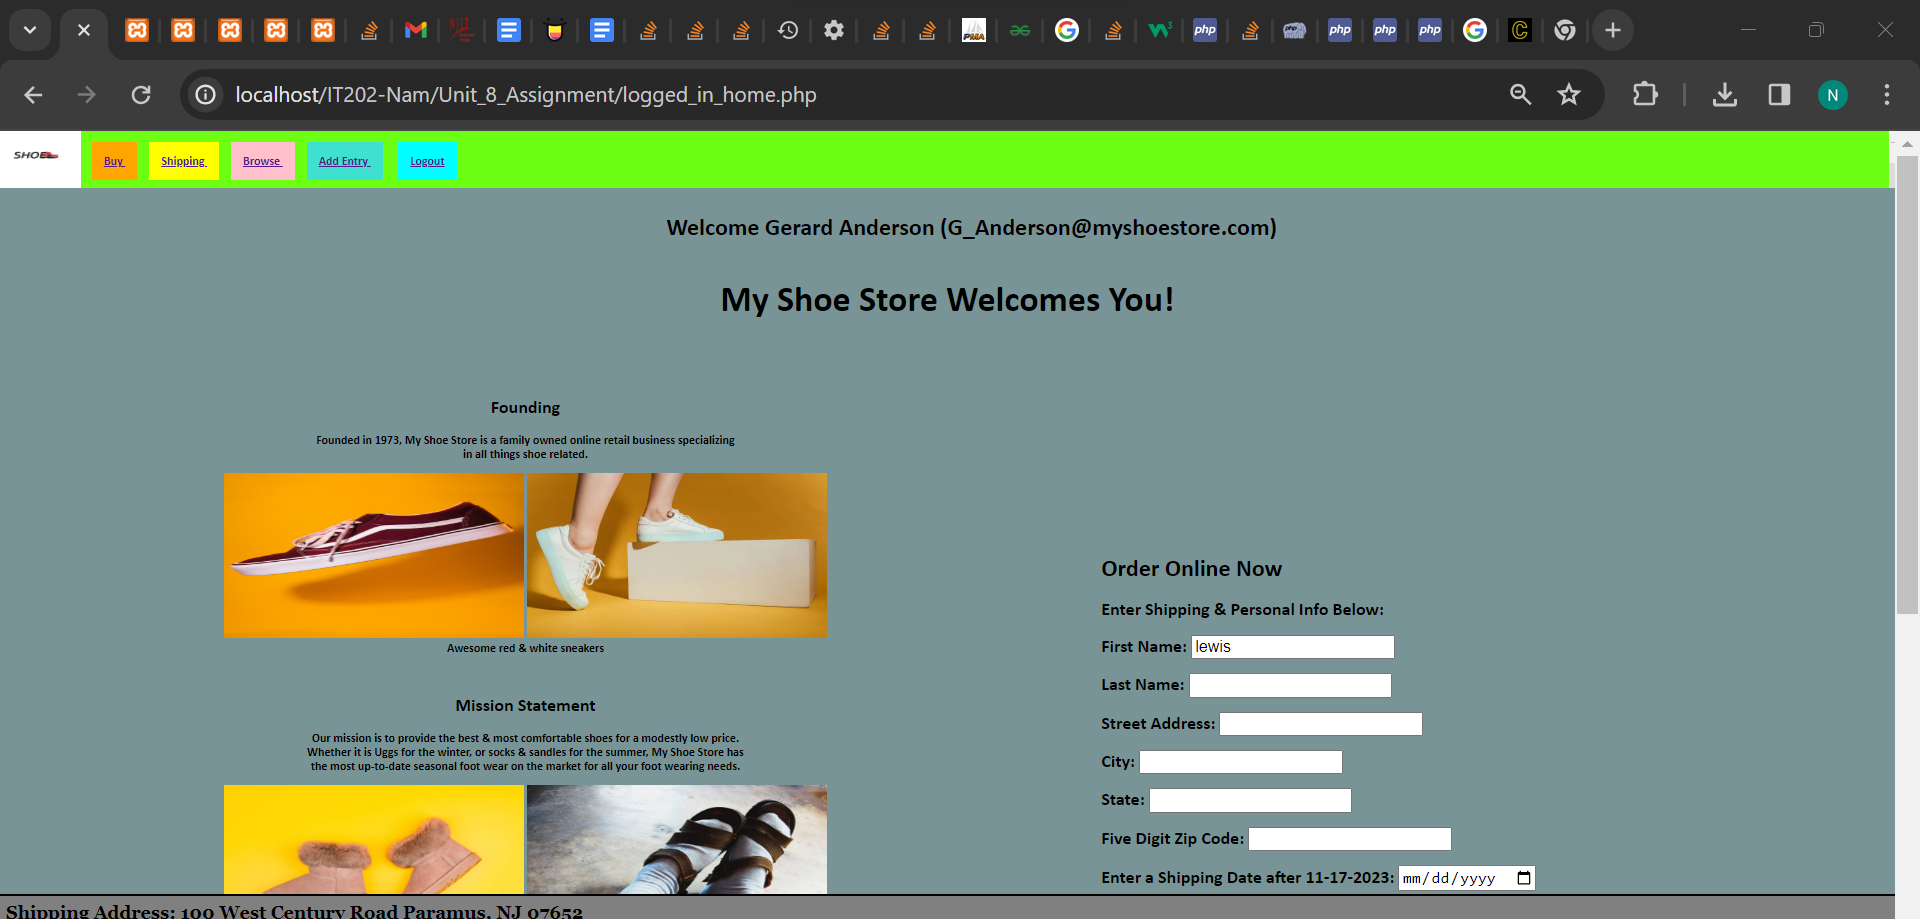 localhost/IT202-Nam/Unit_8_Assignment/logged_in_home.php
N
SHOE
Buy
Shipping
Browse
Add Entry
Logout
Welcome Gerard Anderson (G_Anderson@myshoestore.com)
My Shoe Store Welcomes You!
Founding
Founded in 1973, My Shoe Store is a family owned online retail business specializing
in all things shoe related.
Awesome red & white sneakers
Mission Statement
Our mission is to provide the best & most comfortable shoes for a modestly low price.
Whether it is Uggs for the winter, or socks & sandles for the summer, My Shoe Store has
the most up-to-date seasonal foot wear on the market for all your foot wearing needs.
Order Online Now
Enter Shipping & Personal Info Below:
First Name: lewis
Last Name:
Street Address:
City:
State:
Five Digit Zip Code:
Enter a Shipping Date after 11-17-2023: mm/dd/yyyy
Shipping Address: 100 West Century Road Paramus, NJ 07652